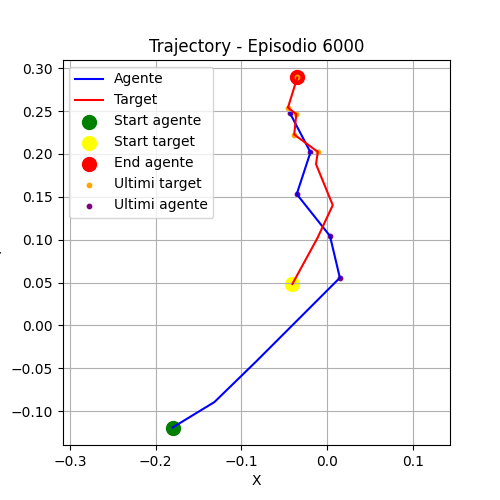 Trajectory - Episodio 6000
0.30
0.25
0.20
0.15
0.10
0.05
0.00
−0.05
−0.10
Agente
Target
Start agente
Start target
End agente
Ultimi target
Ultimi agente
−0.3
−0.2
−0.1
0.0
0.1
X